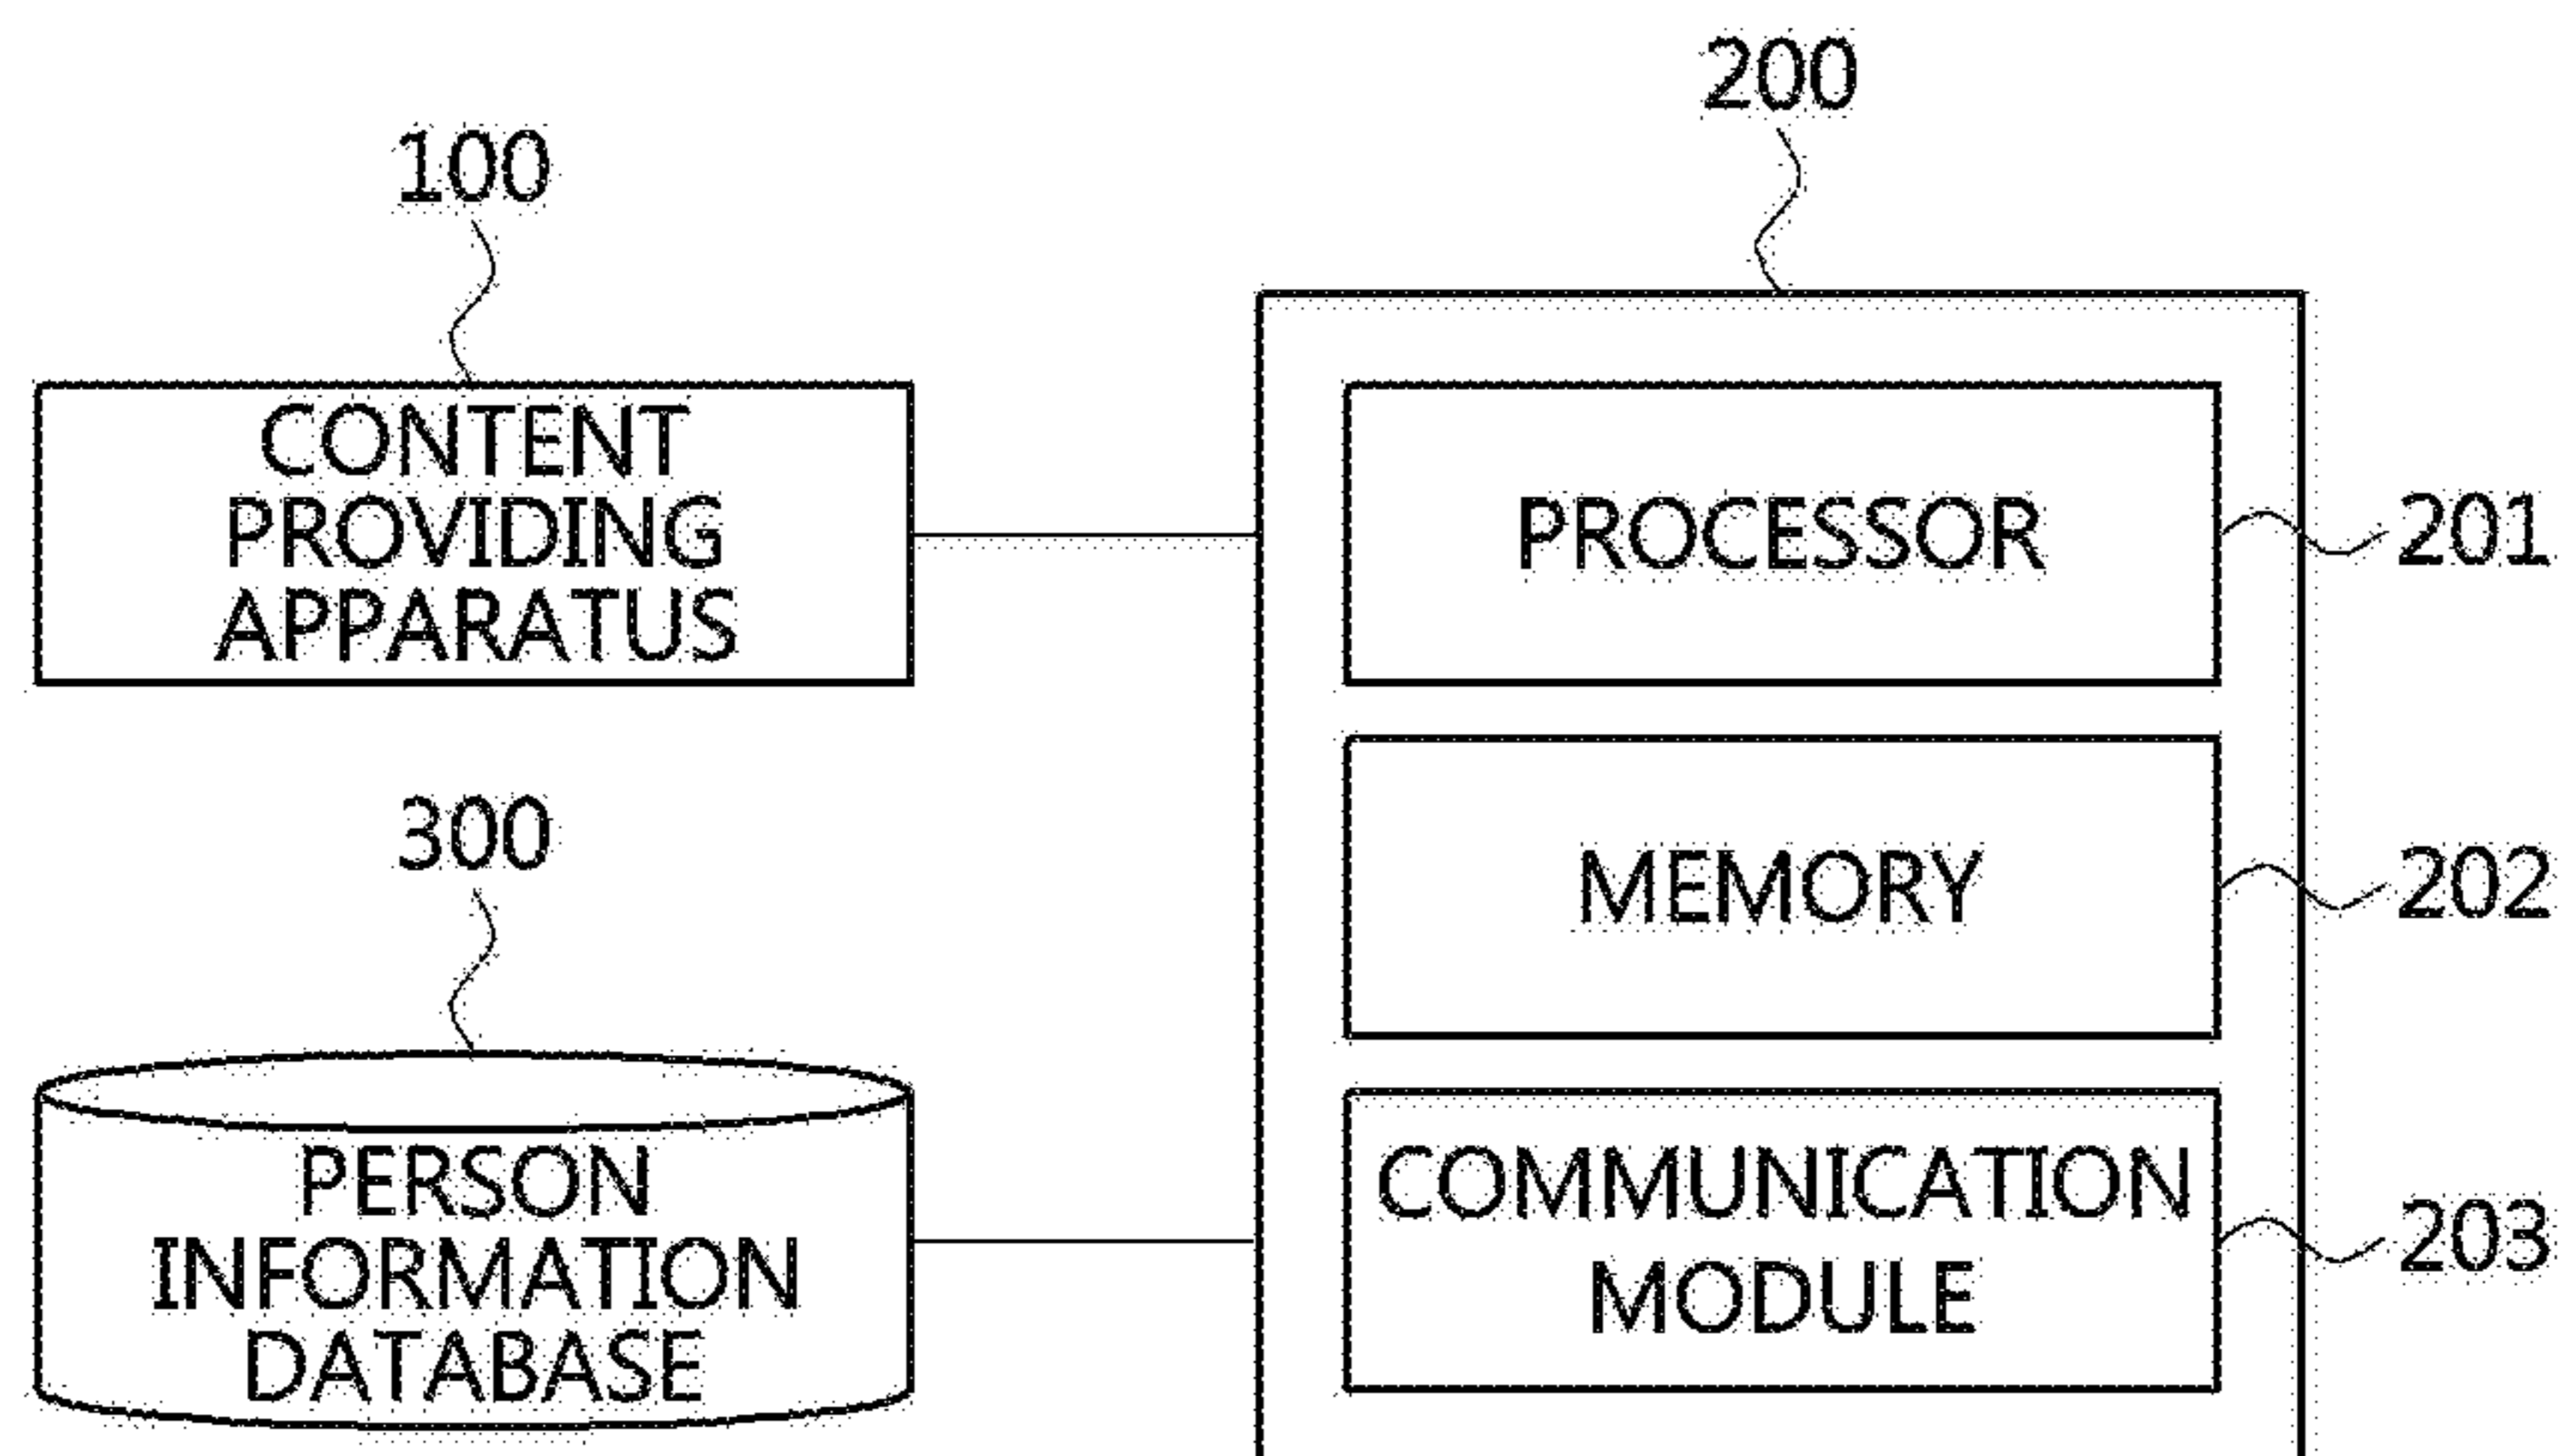 200
100
CONTENT
PROVIDING
APPARATUS
PROCESSOR
201
300
MEMORY
202
PERSON
INFORMATION
DATABASE
COMMUNICATION
MODULE
203